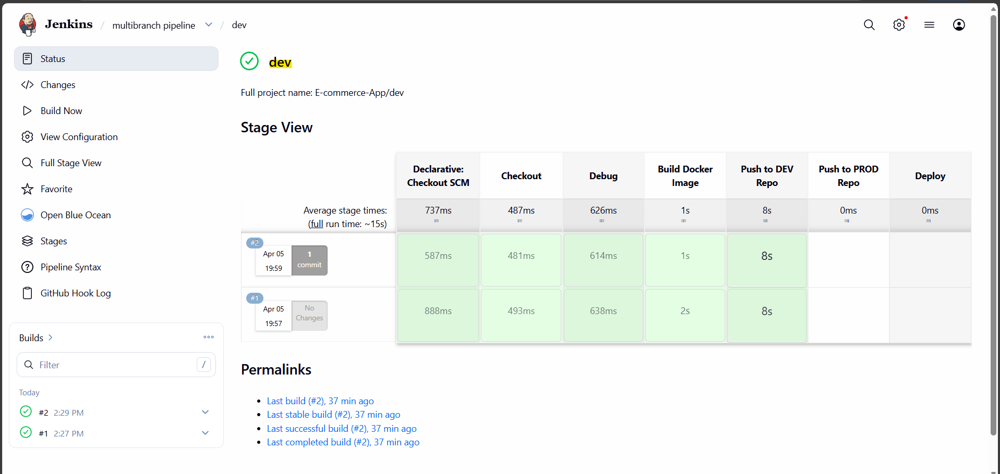 Jenkins / multibranch pipeline / dev
Status
Changes
Build Now
View Configuration
Full Stage View
Favorite
Open Blue Ocean
Stages
Pipeline Syntax
GitHub Hook Log
Builds
Filter /
Today
#2 2:29 PM
#1 2:27 PM
dev
Full project name: E-commerce-App/dev
Stage View
Declarative: Checkout SCM
Checkout
Debug
Build Docker Image
Push to DEV Repo
Push to PROD Repo
Deploy
Average stage times:
(full run time: ~15s)
737ms 487ms 626ms 1s 8s 0ms 0ms
#2
Apr 05
19:59
1
commit
587ms 481ms 614ms 1s 8s
#1
Apr 05
19:57
No
Changes
888ms 493ms 638ms 2s 8s
Permalinks
Last build (#2), 37 min ago
Last stable build (#2), 37 min ago
Last successful build (#2), 37 min ago
Last completed build (#2), 37 min ago